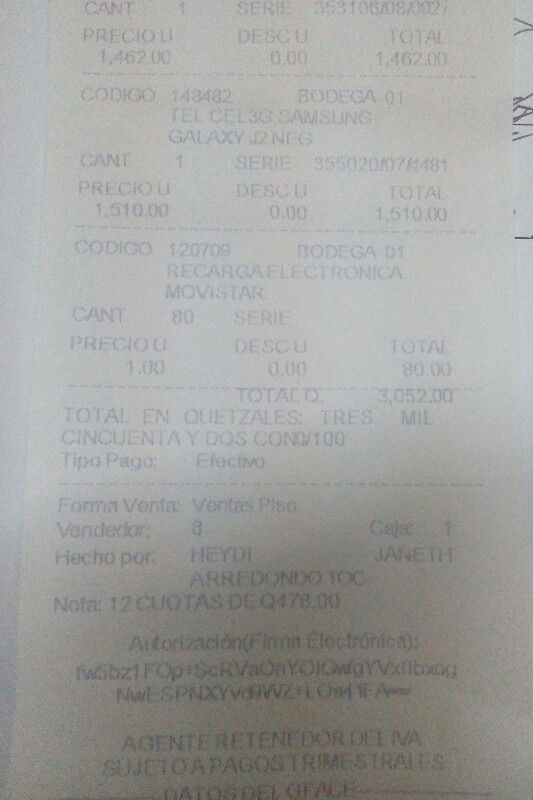 CANT 1 SERIE 353106/08/0927
PRECIO U DESC U TOTAL
1,462.00 0.00 1,462.00
CODIGO 148482 BODEGA 01
TEL CEL3G SAMSUNG
GALAXY J2 NEG
CANT 1 SERIE 355020/07/4481
PRECIO U DESC U TOTAL
1,510.00 0.00 1,510.00
CODIGO 120709 BODEGA 01
RECARGA ELECTRONICA
MOVISTAR
CANT 80 SERIE
PRECIO U DESC U TOTAL
1.00 0.00 80.00
TOTAL Q. 3,052.00
TOTAL EN QUETZALES: TRES MIL
CINCUENTA Y DOS CON0/100
Tipo Pago: Efectivo
Forma Venta: Ventas Piso
Vendedor: 8 Caja: 1
Hecho por: HEYDI JANETH
ARREDONDO TOC
Nota: 12 CUOTAS DE Q478.00
Autorización(Firma Electrónica):
AGENTE RETENEDOR DEL IVA
SUJETO A PAGOS TRIMESTRALES
DATOS DEL GFACE